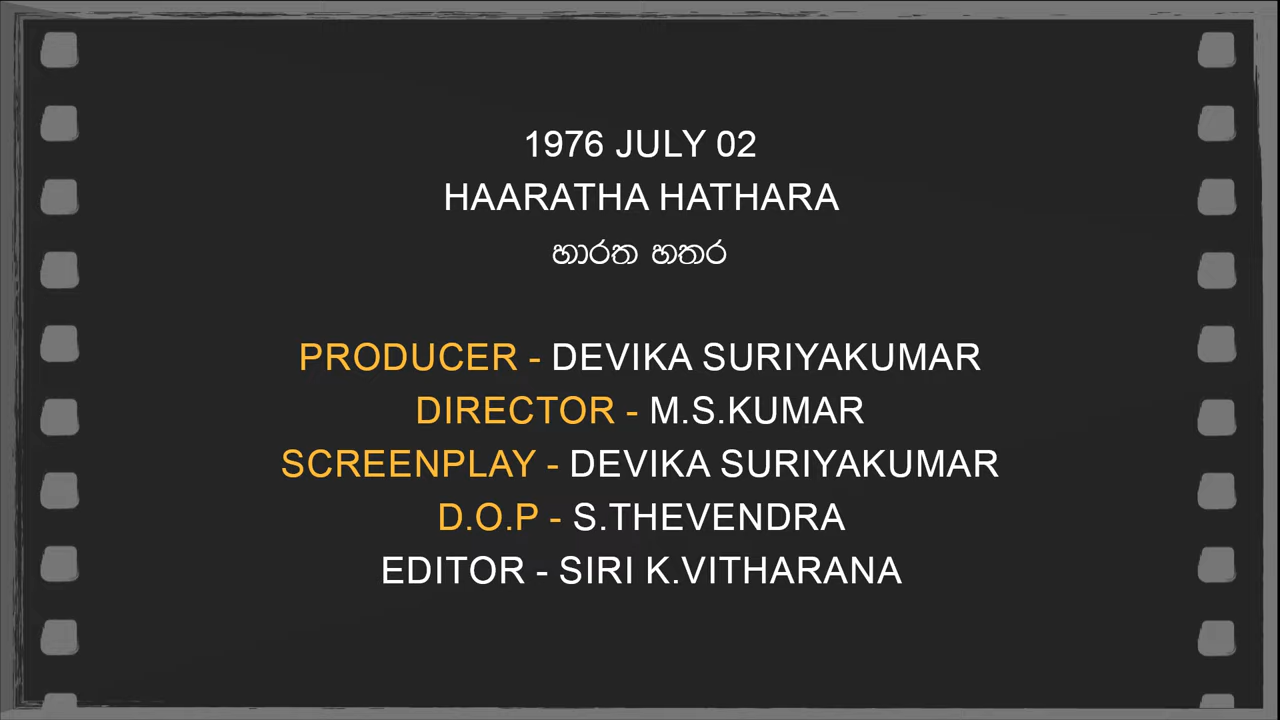 1976 JULY 02
HAARATHA HATHARA
හාරත හතර
PRODUCER - DEVIKA SURIYAKUMAR
DIRECTOR - M.S.KUMAR
SCREENPLAY - DEVIKA SURIYAKUMAR
D.O.P - S.THEVENDRA
EDITOR - SIRI K.VITHARANA